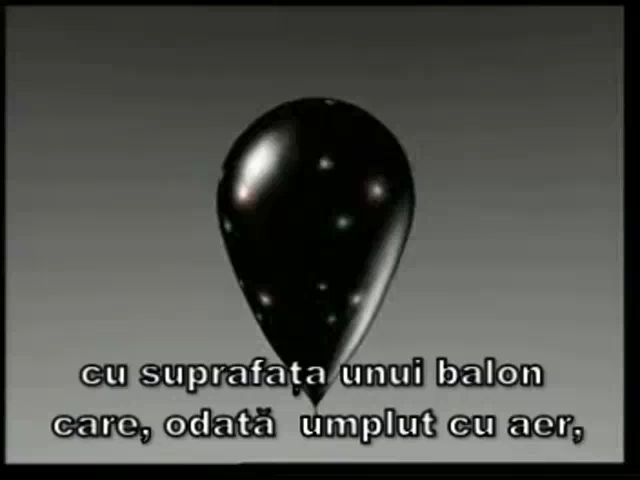 cu suprafața unui balon
care, odată umplut cu aer,